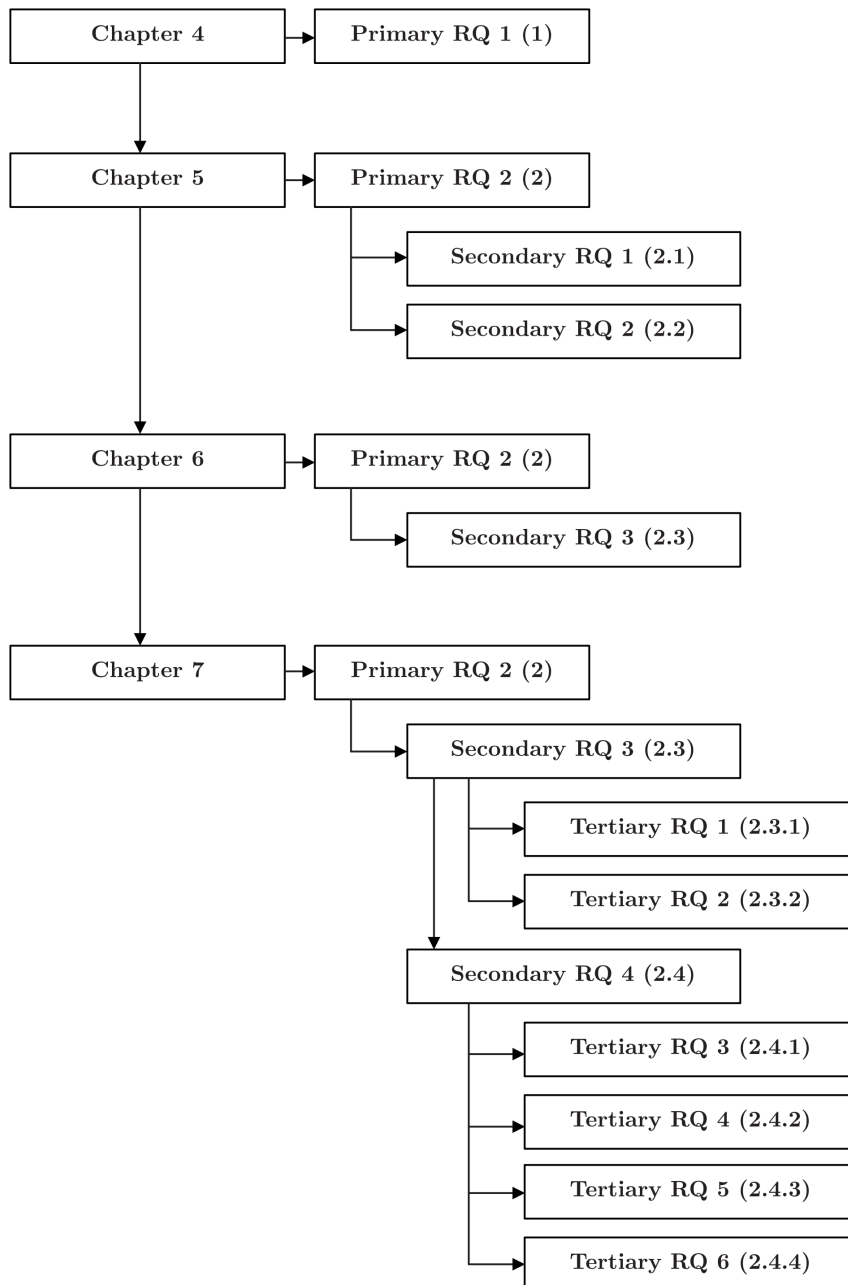 Chapter 4
Primary RQ 1 (1)
Chapter 5
Primary RQ 2 (2)
Secondary RQ 1 (2.1)
Secondary RQ 2 (2.2)
Chapter 6
Primary RQ 2 (2)
Secondary RQ 3 (2.3)
Chapter 7
Primary RQ 2 (2)
Secondary RQ 3 (2.3)
Tertiary RQ 1 (2.3.1)
Tertiary RQ 2 (2.3.2)
Secondary RQ 4 (2.4)
Tertiary RQ 3 (2.4.1)
Tertiary RQ 4 (2.4.2)
Tertiary RQ 5 (2.4.3)
Tertiary RQ 6 (2.4.4)